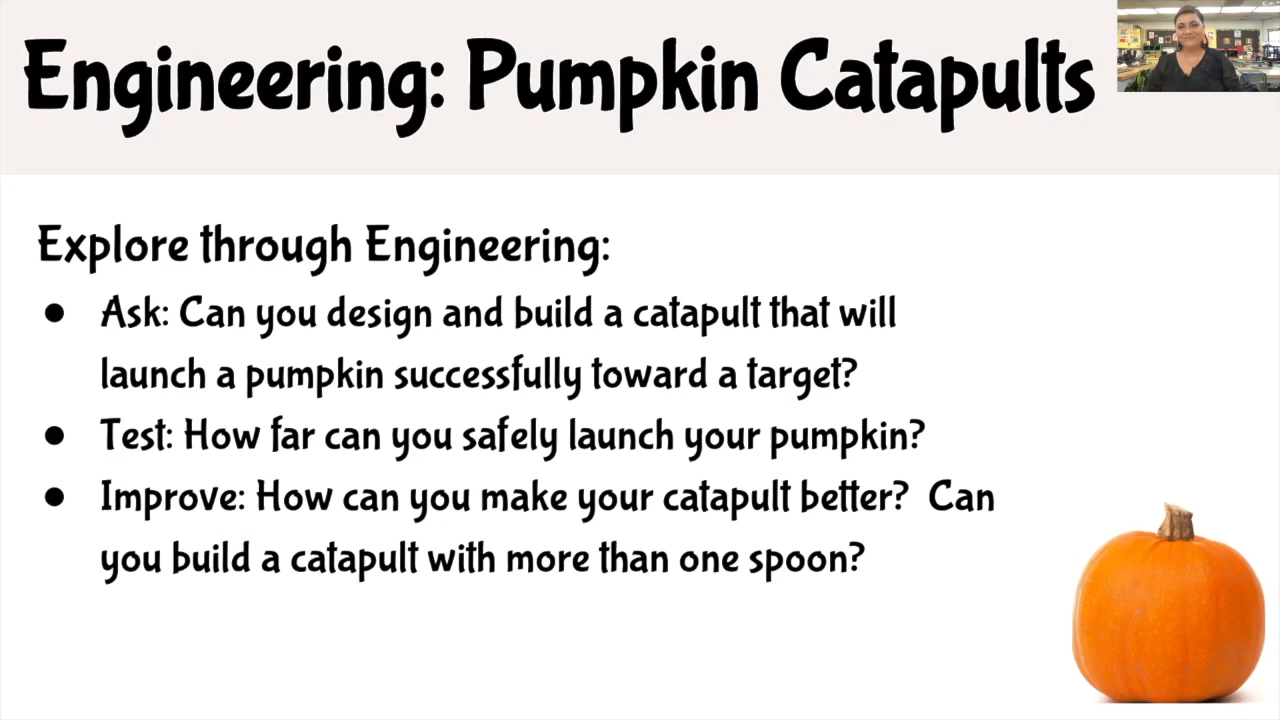 Engineering: Pumpkin Catapults
Explore through Engineering:
● Ask: Can you design and build a catapult that will
launch a pumpkin successfully toward a target?
● Test: How far can you safely launch your pumpkin?
● Improve: How can you make your catapult better?  Can
you build a catapult with more than one spoon?